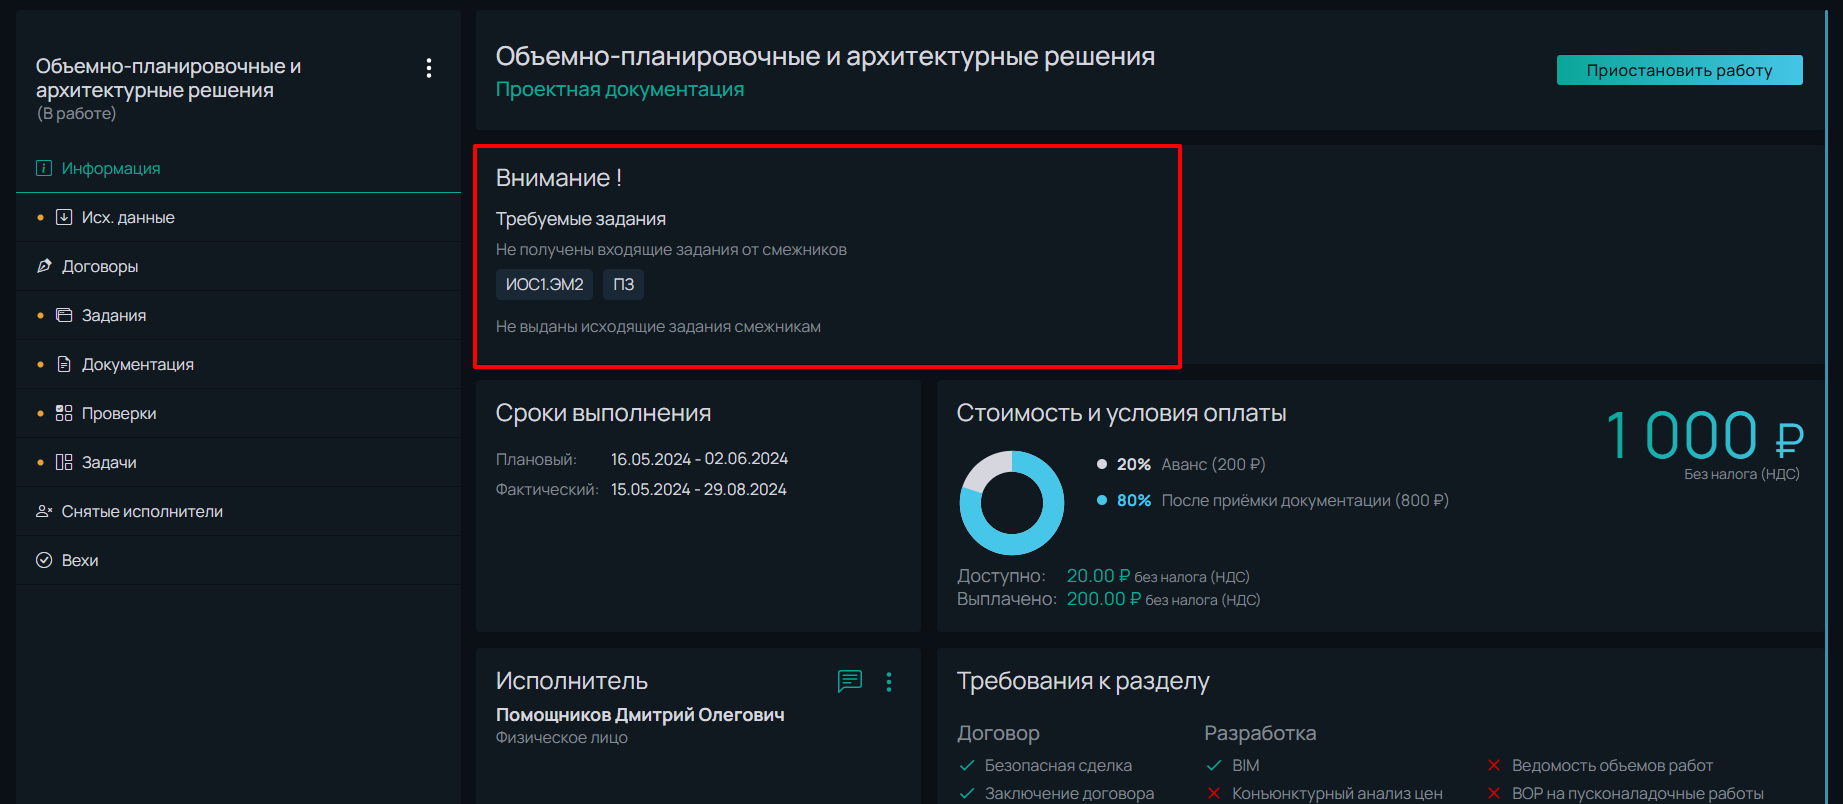 Объемно-планировочные и
архитектурные решения
(В работе)
Информация
Исх. данные
Договоры
Задания
Документация
Проверки
Задачи
Снятые исполнители
Вехи
Объемно-планировочные и архитектурные решения
Проектная документация
Приостановить работу
Внимание !
Требуемые задания
Не получены входящие задания от смежников
ИОС1.ЭМ2 ПЗ
Не выданы исходящие задания смежникам
Сроки выполнения
Плановый: 16.05.2024 - 02.06.2024
Фактический: 15.05.2024 - 29.08.2024
Стоимость и условия оплаты
1 000 ₽
Без налога (НДС)
20% Аванс (200 ₽)
80% После приёмки документации (800 ₽)
Доступно: 20.00 ₽ без налога (НДС)
Выплачено: 200.00 ₽ без налога (НДС)
Исполнитель
Помощников Дмитрий Олегович
Физическое лицо
Требования к разделу
Договор Разработка
Безопасная сделка BIM Ведомость объемов работ
Заключение договора Конъюнктурный анализ цен ВОР на пусконаладочные работы